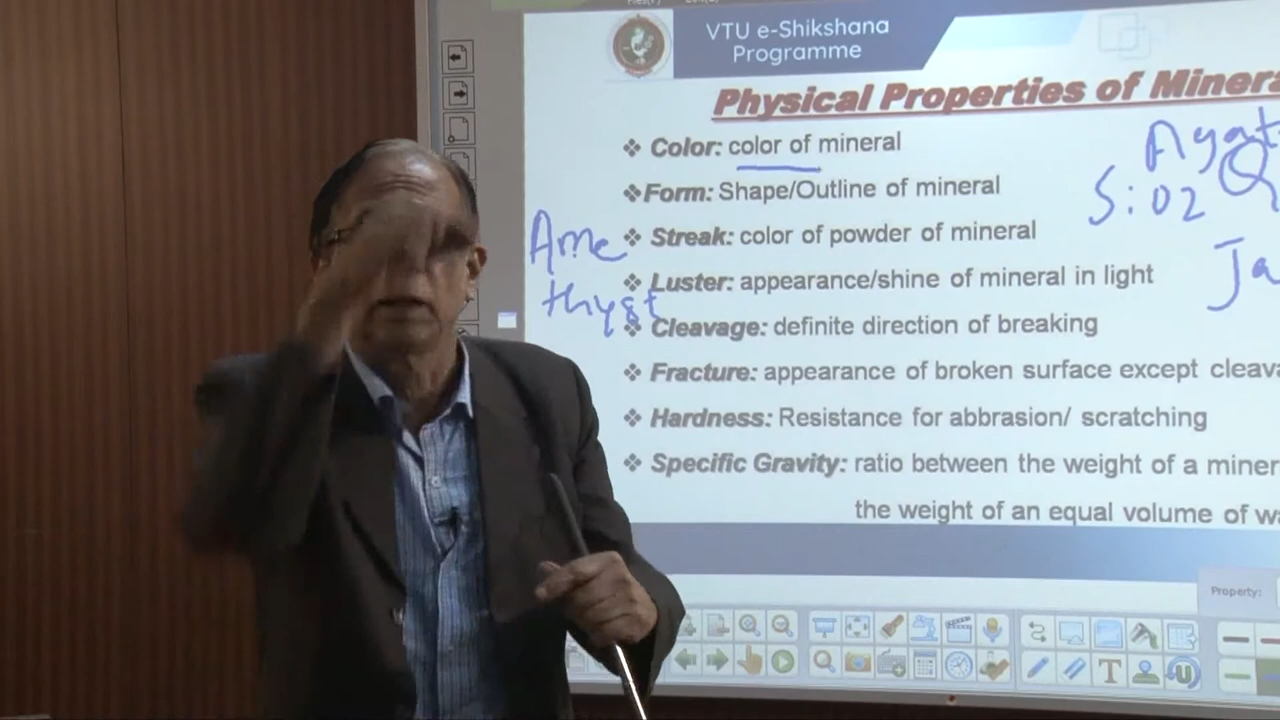 VTU e-Shikshana
Programme
Physical Properties of Minera
❖ Color: color of mineral
❖ Form: Shape/Outline of mineral
❖ Streak: color of powder of mineral
❖ Luster: appearance/shine of mineral in light
❖ Cleavage: definite direction of breaking
❖ Fracture: appearance of broken surface except cleava
❖ Hardness: Resistance for abbrasion/ scratching
❖ Specific Gravity: ratio between the weight of a miner
the weight of an equal volume of wa
Ame
thyst
Agat
Q
SiO2
Ja
Property: